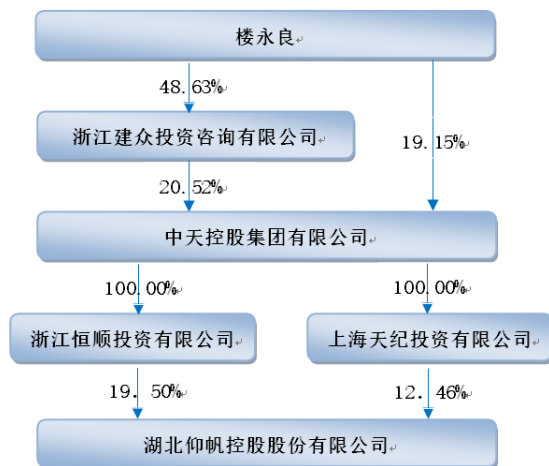 楼永良
48.63%
浙江建众投资咨询有限公司
19.15%
20.52%
中天控股集团有限公司
100.00%
100.00%
浙江恒顺投资有限公司
上海天纪投资有限公司
19.50%
12.46%
湖北仰帆控股股份有限公司